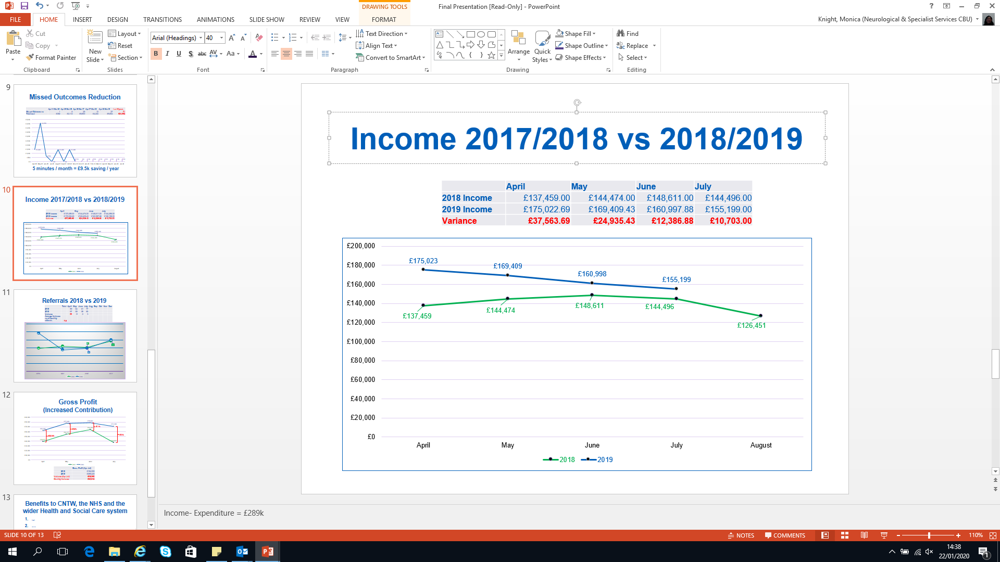 DRAWING TOOLS
Final Presentation [Read-Only] - PowerPoint
?
FILE HOME INSERT DESIGN TRANSITIONS ANIMATIONS SLIDE SHOW REVIEW VIEW FORMAT
Knight, Monica (Neurological & Specialist Services CBU)
Paste
Cut
Copy
Format Painter
Clipboard
New
Slide
Layout
Reset
Section
Slides
Arial (Headings) 40
B I U S abc AV Aa A
Font
Text Direction
Align Text
Convert to SmartArt
Paragraph
Arrange
Quick
Styles
Shape Fill
Shape Outline
Shape Effects
Drawing
Find
Replace
Select
Editing
9
Missed Outcomes Reduction
5 minutes / month = £9.5k saving / year
10
Income 2017/2018 vs 2018/2019
11
Referrals 2018 vs 2019
12
Gross Profit
(Increased Contribution)
13
Benefits to CNTW, the NHS and the
wider Health and Social Care system
1. ...
2. ...
Income 2017/2018 vs 2018/2019
April May June July
2018 Income £137,459.00 £144,474.00 £148,611.00 £144,496.00
2019 Income £175,022.69 £169,409.43 £160,997.88 £155,199.00
Variance £37,563.69 £24,935.43 £12,386.88 £10,703.00
£200,000
£180,000
£160,000
£140,000
£120,000
£100,000
£80,000
£60,000
£40,000
£20,000
£0
£175,023
£169,409
£160,998
£155,199
£137,459
£144,474
£148,611
£144,496
£126,451
April May June July August
2018 2019
Income- Expenditure = £289k
SLIDE 10 OF 13
NOTES COMMENTS 110%
14:38
22/01/2020
1